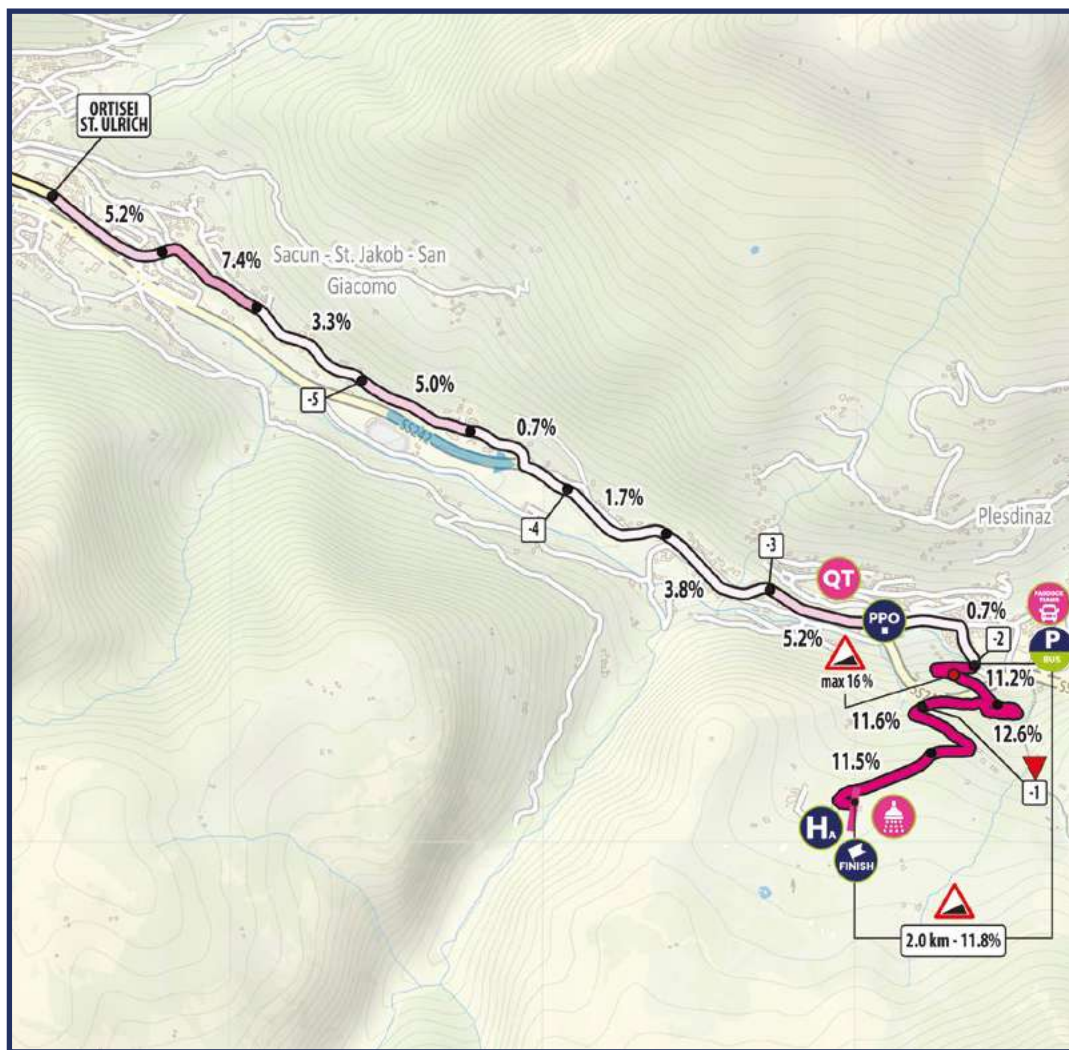 ORTISEI
ST. ULRICH
5.2%
7.4%
Sacun - St. Jakob - San
Giacomo
3.3%
5.0%
-5
SS242
0.7%
-4
1.7%
Plesdinaz
-3
QT
3.8%
PPO
0.7%
P
BUS
5.2%
-2
max 16 %
11.2%
11.6%
12.6%
11.5%
-1
HA
FINISH
2.0 km - 11.8%